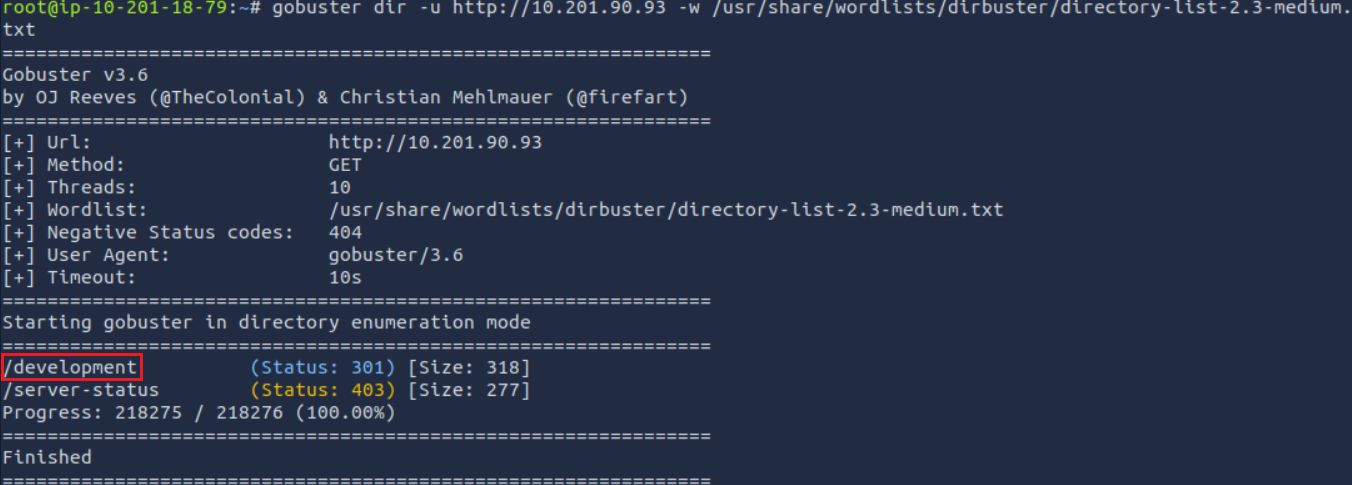 root@ip-10-201-18-79:~# gobuster dir -u http://10.201.90.93 -w /usr/share/wordlists/dirbuster/directory-list-2.3-medium.
txt
===============================================================
Gobuster v3.6
by OJ Reeves (@TheColonial) & Christian Mehlmauer (@firefart)
===============================================================
[+] Url:                     http://10.201.90.93
[+] Method:                  GET
[+] Threads:                 10
[+] Wordlist:                /usr/share/wordlists/dirbuster/directory-list-2.3-medium.txt
[+] Negative Status codes:   404
[+] User Agent:              gobuster/3.6
[+] Timeout:                 10s
===============================================================
Starting gobuster in directory enumeration mode
===============================================================
/development          (Status: 301) [Size: 318]
/server-status        (Status: 403) [Size: 277]
Progress: 218275 / 218276 (100.00%)
===============================================================
Finished
===============================================================